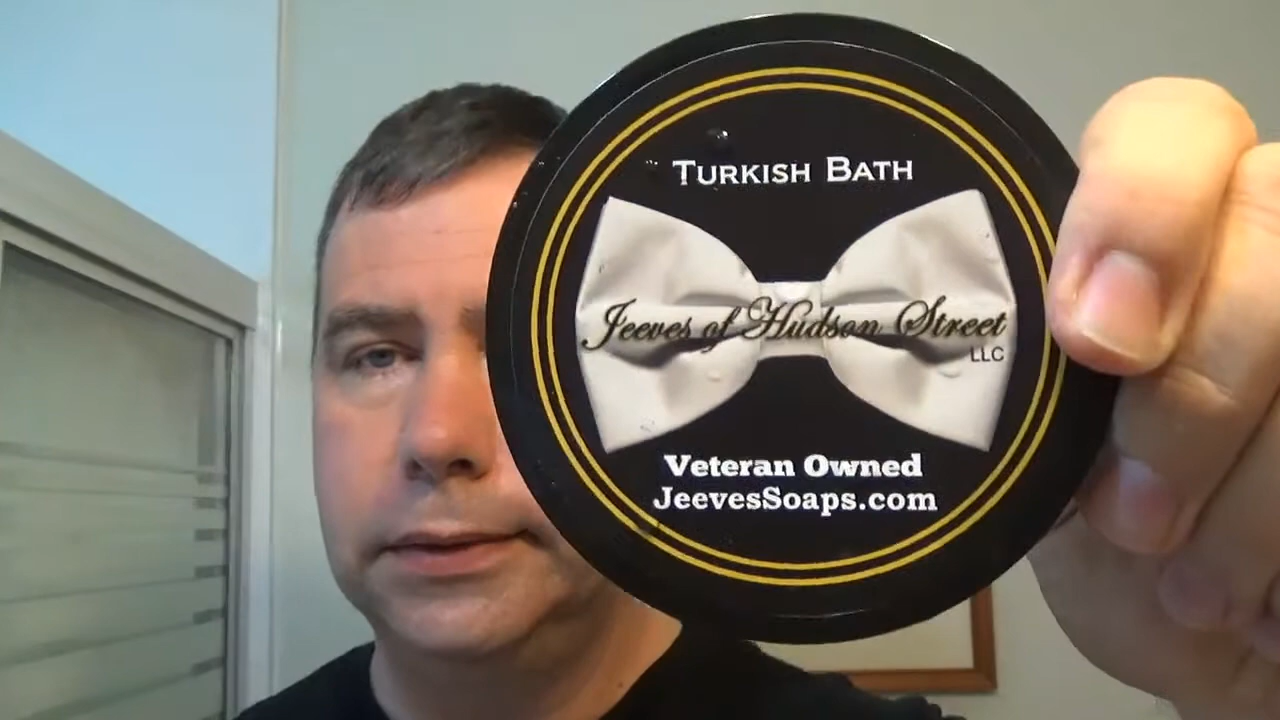 Turkish Bath
Jeeves of Hudson Street
LLC
Veteran Owned
JeevesSoaps.com